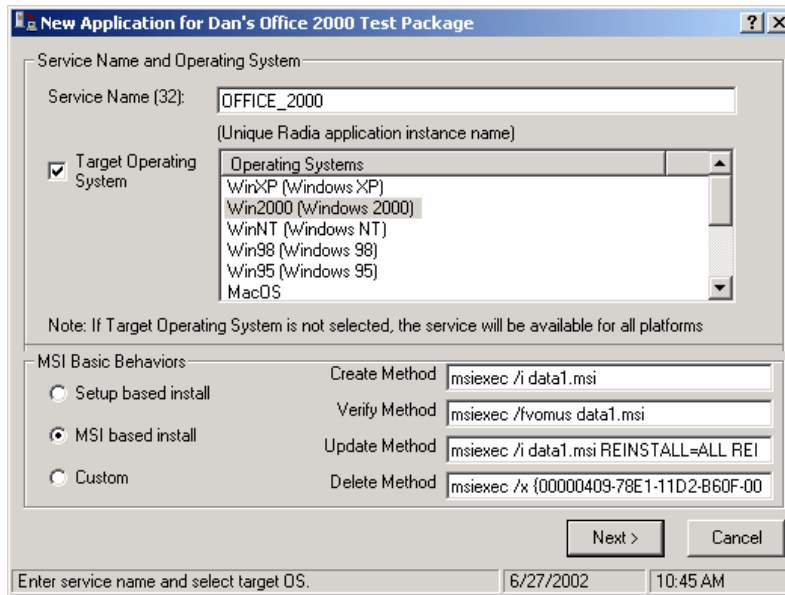 New Application for Dan's Office 2000 Test Package
Service Name and Operating System
Service Name (32):
OFFICE_2000
(Unique Radia application instance name)
Target Operating
System
Operating Systems
WinXP (Windows XP)
Win2000 (Windows 2000)
WinNT (Windows NT)
Win98 (Windows 98)
Win95 (Windows 95)
MacOS
Note: If Target Operating System is not selected, the service will be available for all platforms
MSI Basic Behaviors
Setup based install
MSI based install
Custom
Create Method
msiexec /i data1.msi
Verify Method
msiexec /fvomus data1.msi
Update Method
msiexec /i data1.msi REINSTALL=ALL REI
Delete Method
msiexec /x {00000409-78E1-11D2-B60F-00
Next >
Cancel
Enter service name and select target OS.
6/27/2002
10:45 AM